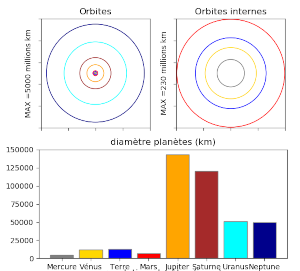 Orbites
Orbites internes
MAX =5000 millions km
MAX =230 millions km
diamètre planètes (km)
150000
125000
100000
75000
50000
25000
0
Mercure Vénus Terre Mars Jupiter Saturne Uranus Neptune